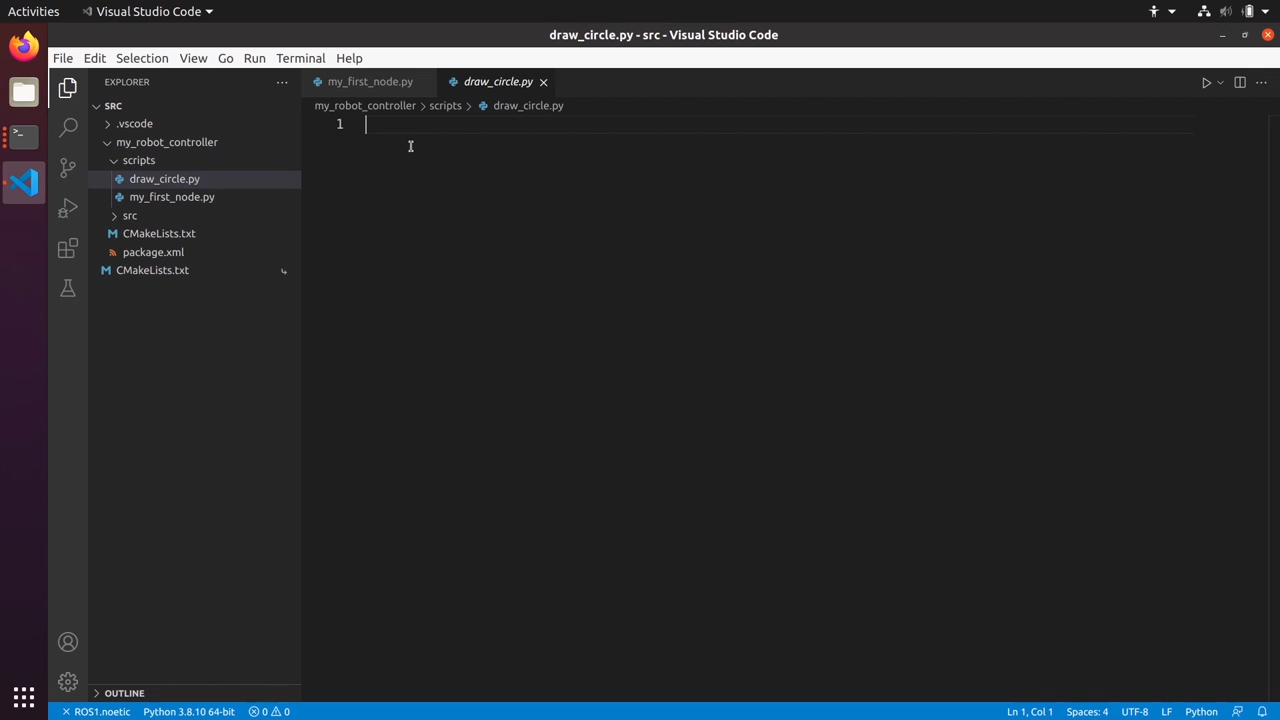 Activities
Visual Studio Code
draw_circle.py - src - Visual Studio Code
File Edit Selection View Go Run Terminal Help
EXPLORER
my_first_node.py
draw_circle.py
SRC
my_robot_controller scripts draw_circle.py
.vscode
1
my_robot_controller
scripts
draw_circle.py
my_first_node.py
src
CMakeLists.txt
package.xml
CMakeLists.txt
OUTLINE
ROS1.noetic Python 3.8.10 64-bit 0 0 Ln 1, Col 1 Spaces: 4 UTF-8 LF Python